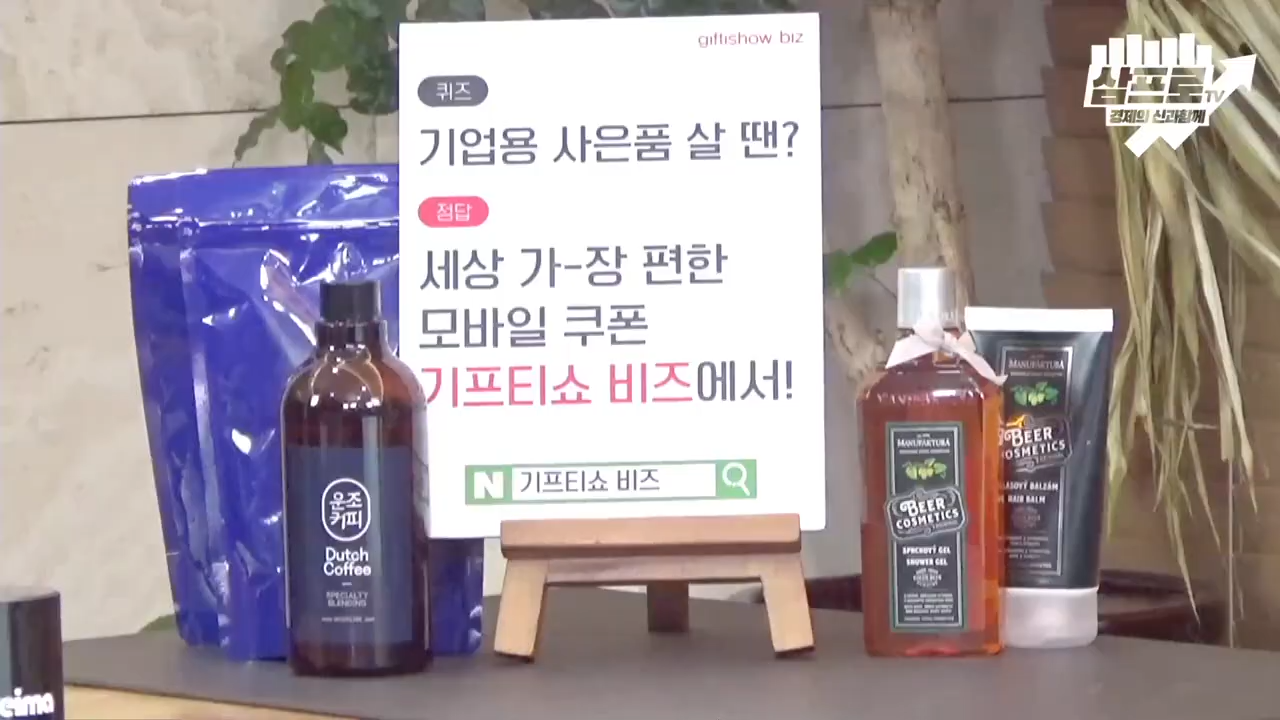 giftishow biz
퀴즈
기업용 사은품 살 땐?
정답
세상 가-장 편한
모바일 쿠폰
기프티쇼 비즈에서!
N 기프티쇼 비즈
삼프로TV
경제의 신과함께
운조
커피
Dutch
Coffee
SPECIALTY
BLENDING
MANUFAKTURA
BEER
COSMETICS
SPRCHOVÝ GEL
SHOWER GEL
MANUFAKTURA
BEER
COSMETICS
HAIR BALM
eima